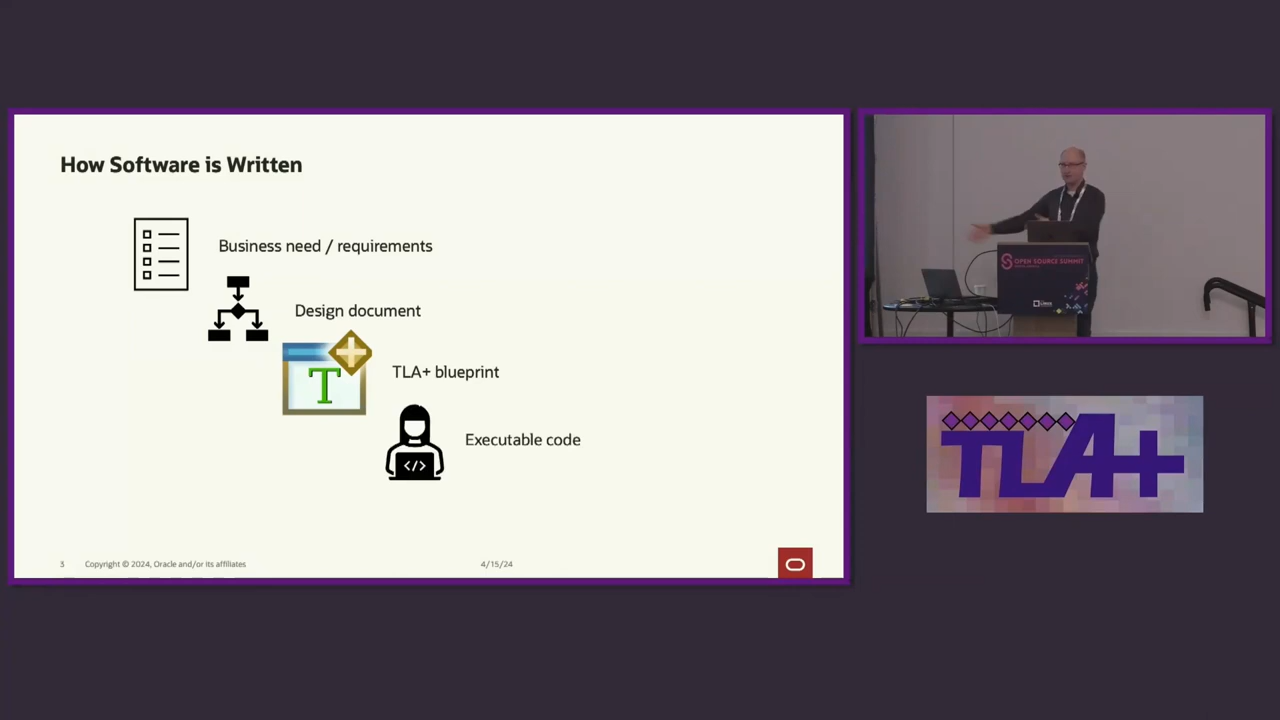 How Software is Written
Business need / requirements
Design document
T
TLA+ blueprint
Executable code
</>
3 Copyright © 2024, Oracle and/or its affiliates 4/15/24
OPEN SOURCE SUMMIT
TLA+